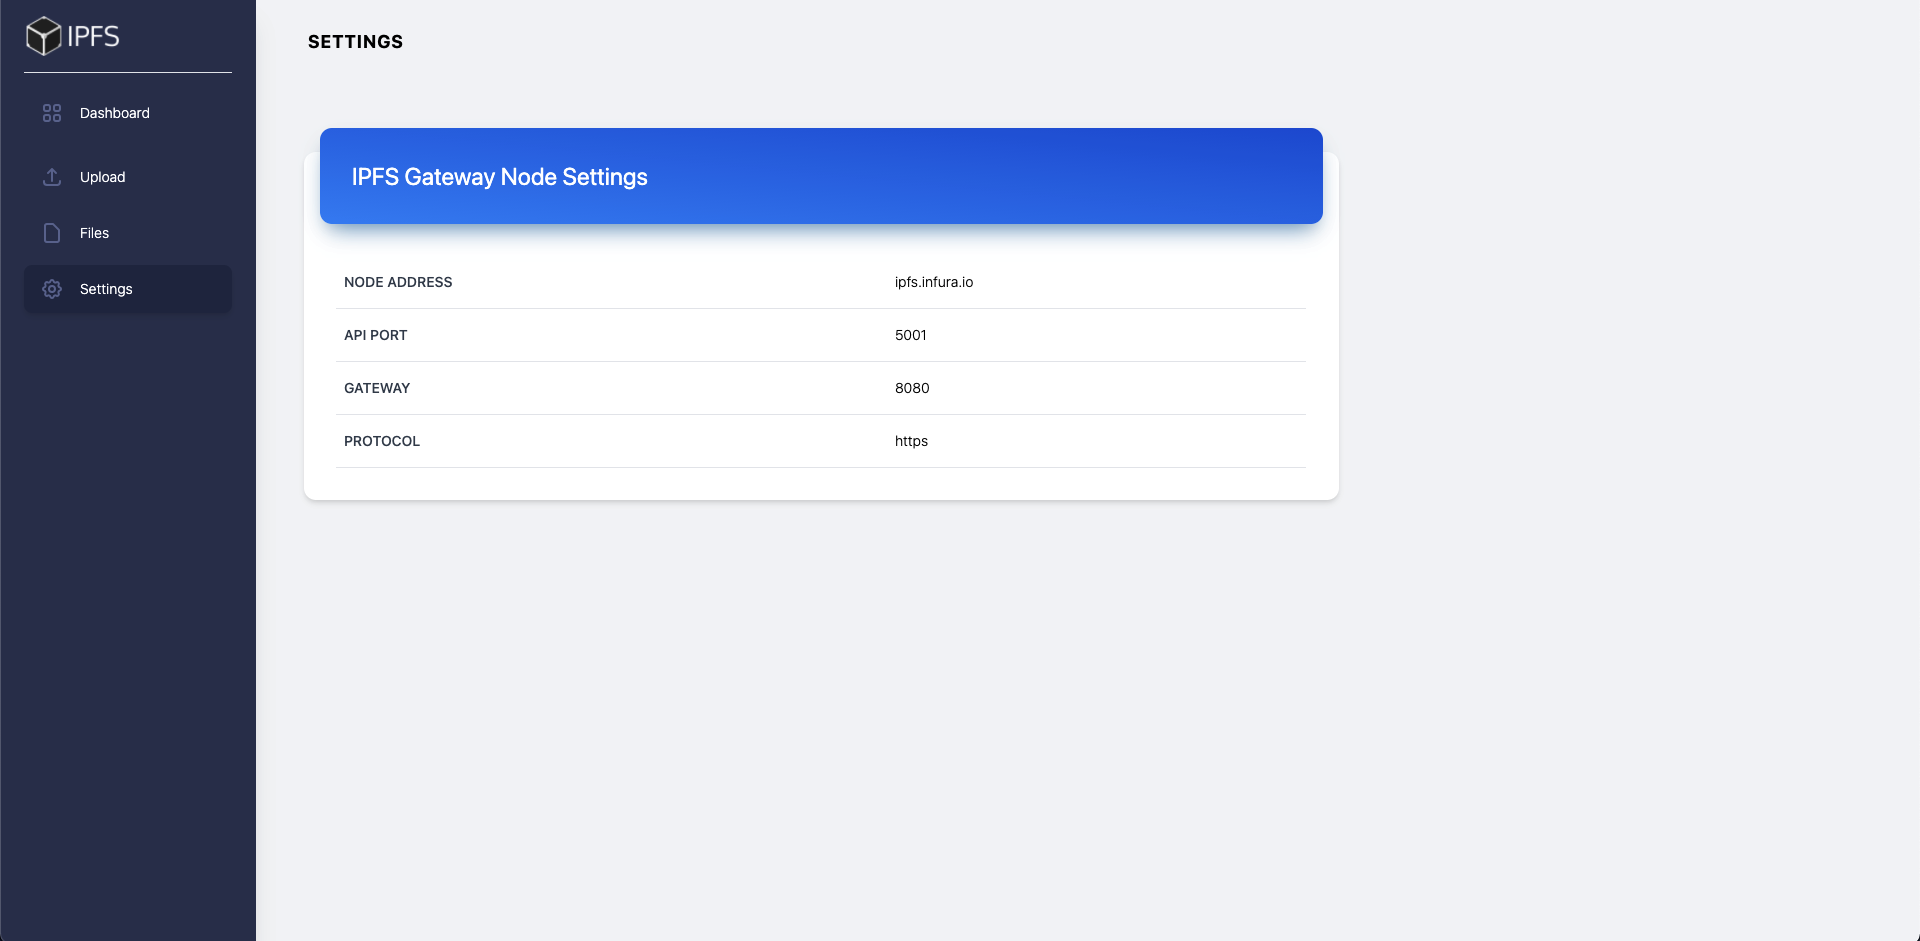 IPFS
Dashboard
Upload
Files
Settings
SETTINGS
IPFS Gateway Node Settings
NODE ADDRESS ipfs.infura.io
API PORT 5001
GATEWAY 8080
PROTOCOL https